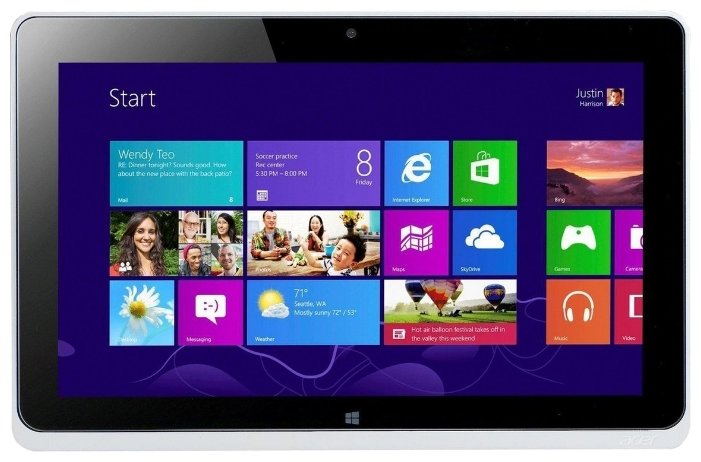 Start
Justin
Harrison
Wendy Teo
RE: Dinner tonight? Sounds good. How
about the new place with the back patio?
Mail
8
Soccer practice
Rec center
5:30 PM – 8:00 PM
8
Friday
Internet Explorer
Store
Bing
Photos
Maps
SkyDrive
Games
Camera
Desktop
:-)
Messaging
71°
Seattle, WA
Mostly sunny 72° / 53°
Weather
Hot air balloon festival takes off in
the valley this weekend
Music
Video
acer